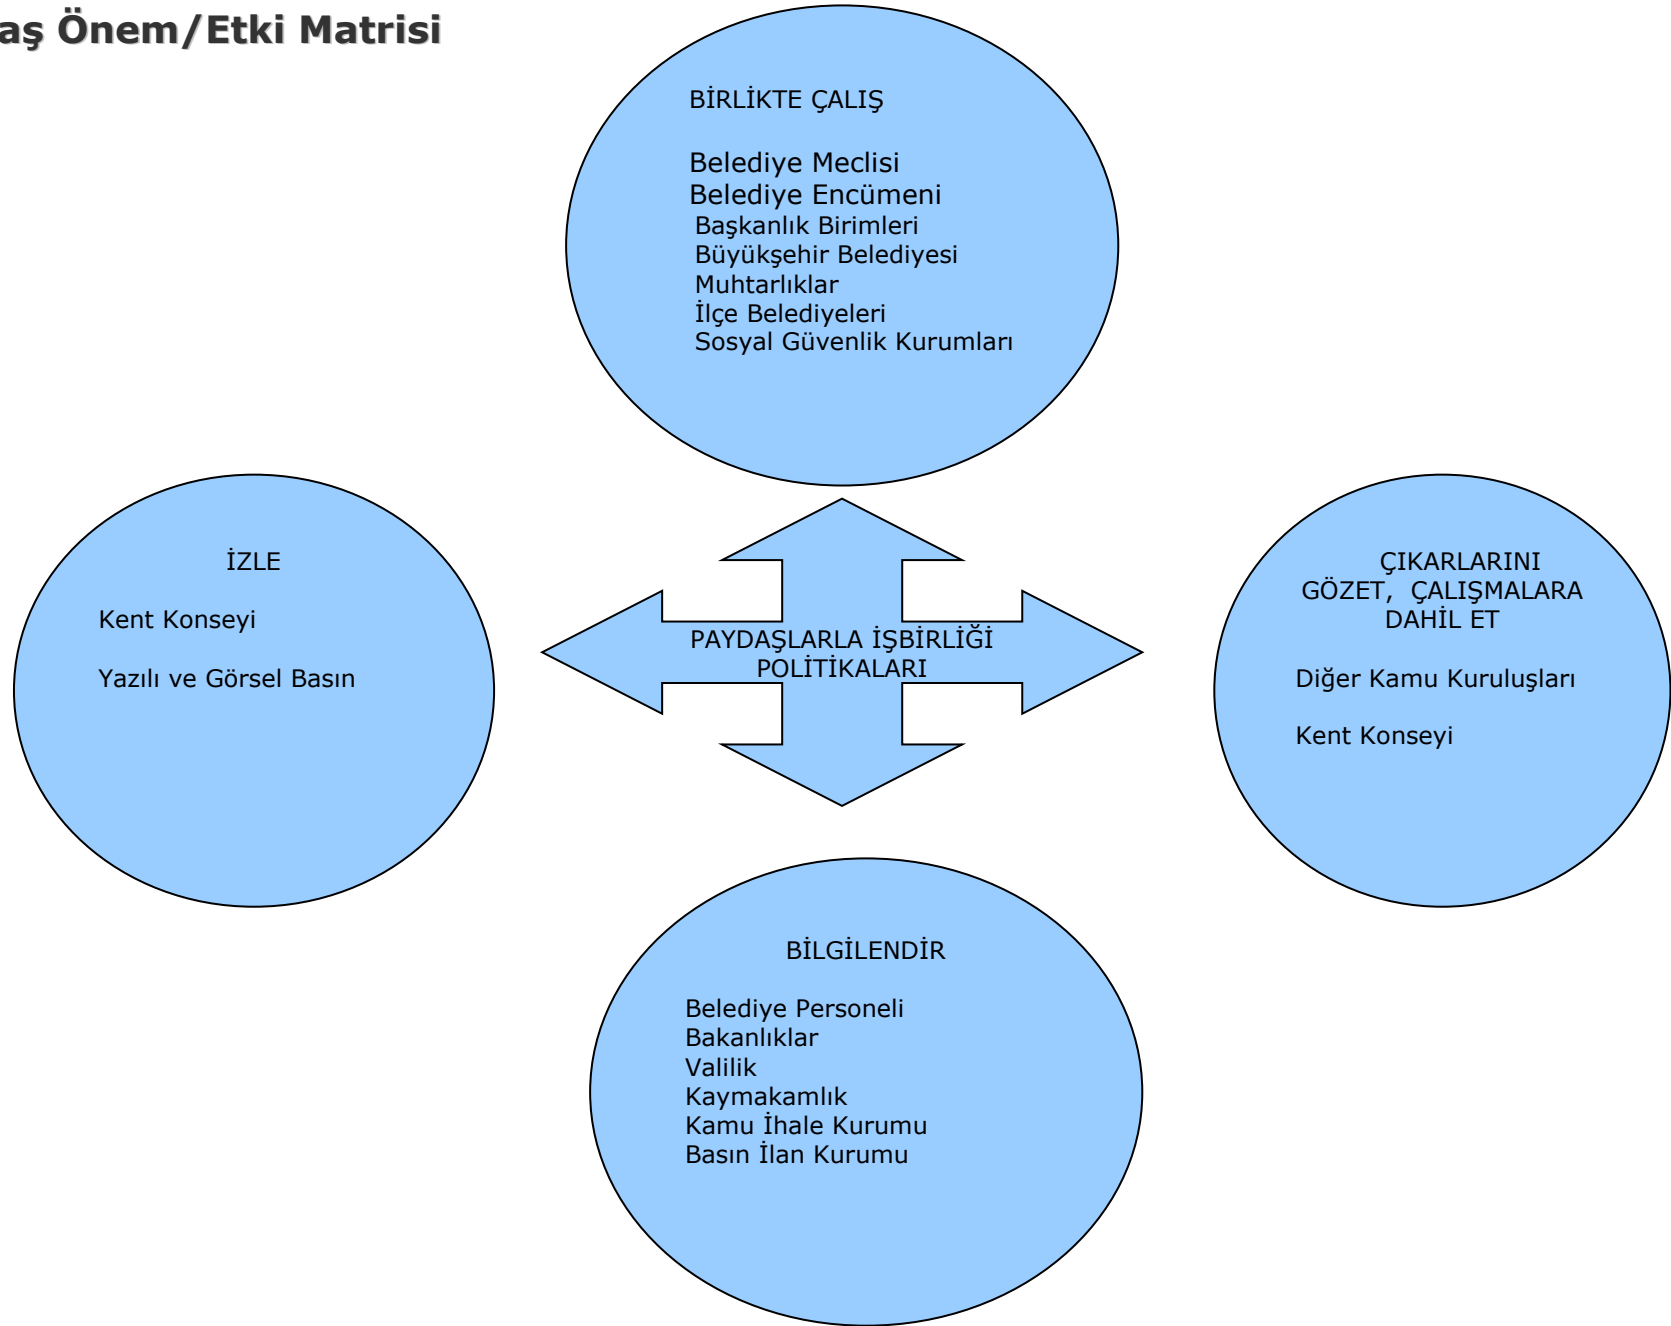 aş Önem/Etki Matrisi
BİRLİKTE ÇALIŞ
Belediye Meclisi
Belediye Encümeni
Başkanlık Birimleri
Büyükşehir Belediyesi
Muhtarlıklar
İlçe Belediyeleri
Sosyal Güvenlik Kurumları
İZLE
Kent Konseyi
Yazılı ve Görsel Basın
PAYDAŞLARLA İŞBİRLİĞİ
POLİTİKALARI
ÇIKARLARINI
GÖZET, ÇALIŞMALARA
DAHİL ET
Diğer Kamu Kuruluşları
Kent Konseyi
BİLGİLENDİR
Belediye Personeli
Bakanlıklar
Valilik
Kaymakamlık
Kamu İhale Kurumu
Basın İlan Kurumu